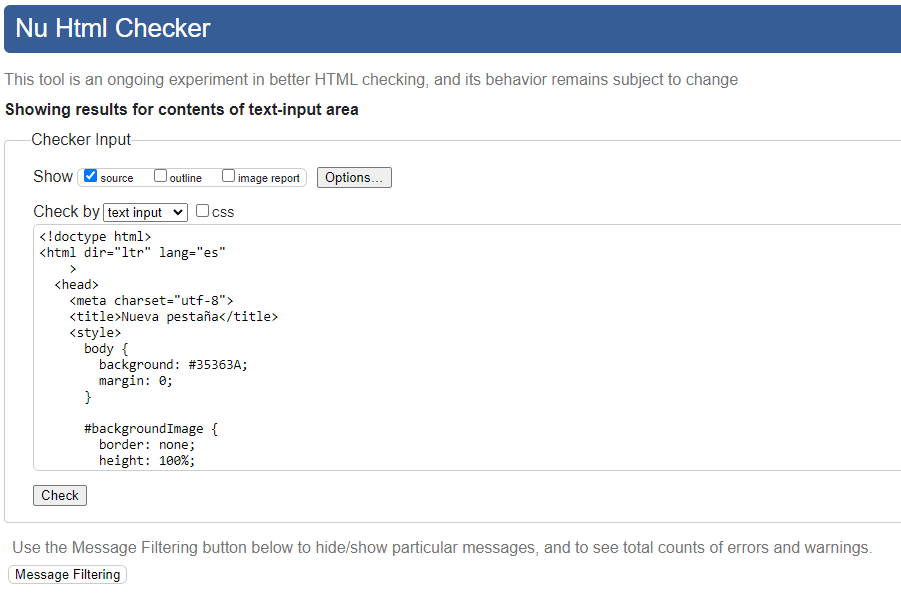 Nu Html Checker
This tool is an ongoing experiment in better HTML checking, and its behavior remains subject to change
Showing results for contents of text-input area
Checker Input
Show source outline image report Options...
Check by text input css
<!doctype html>
<html dir="ltr" lang="es"
>
<head>
<meta charset="utf-8">
<title>Nueva pestaña</title>
<style>
body {
background: #35363A;
margin: 0;
}
#backgroundImage {
border: none;
height: 100%;
Check
Use the Message Filtering button below to hide/show particular messages, and to see total counts of errors and warnings.
Message Filtering